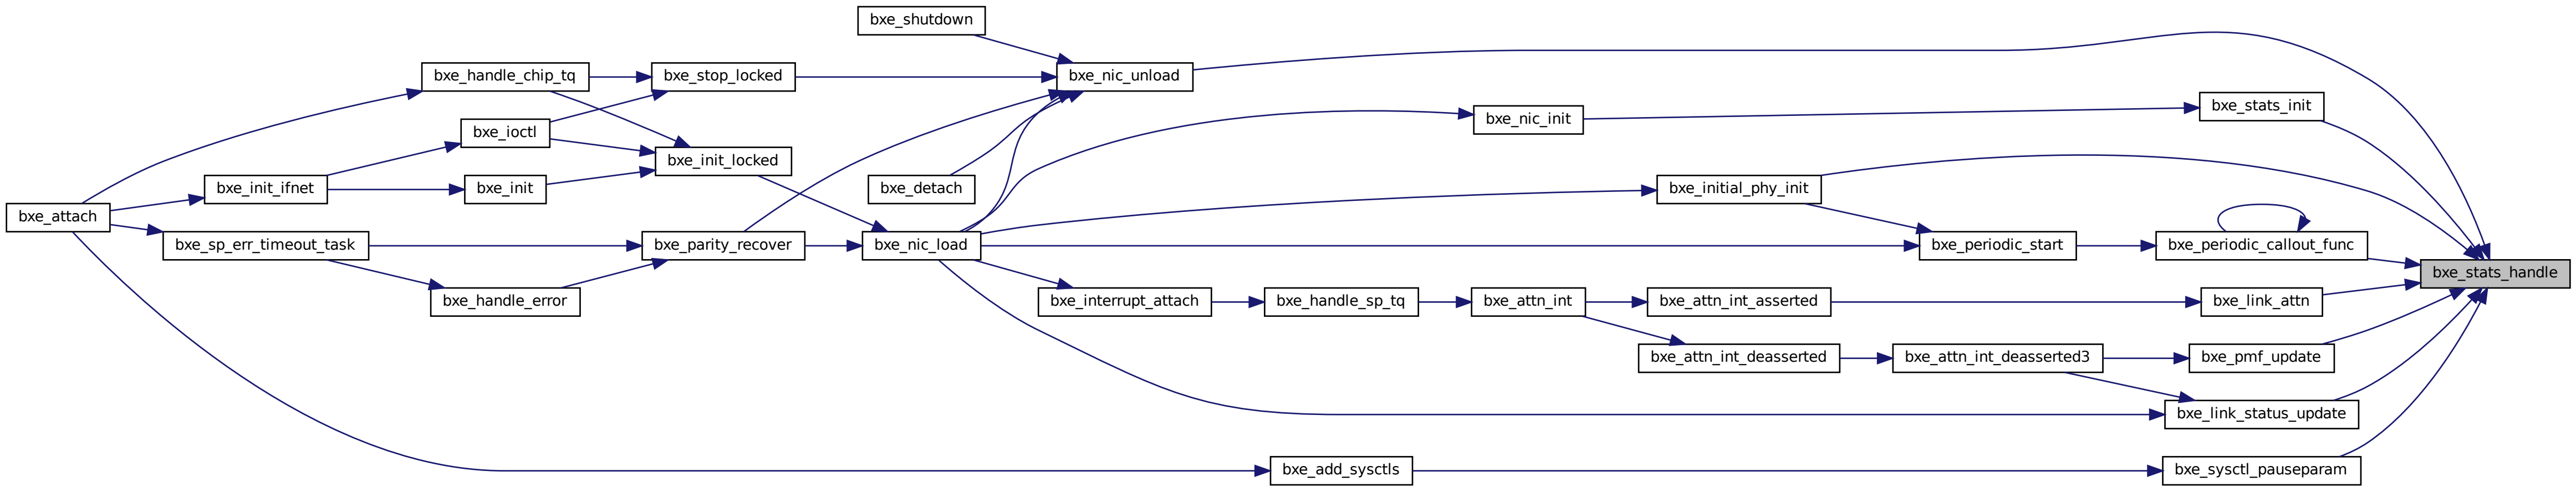 bxe_shutdown
bxe_handle_chip_tq
bxe_stop_locked
bxe_nic_unload
bxe_stats_init
bxe_nic_init
bxe_ioctl
bxe_init_locked
bxe_init_ifnet
bxe_init
bxe_detach
bxe_initial_phy_init
bxe_attach
bxe_sp_err_timeout_task
bxe_parity_recover
bxe_nic_load
bxe_periodic_start
bxe_periodic_callout_func
bxe_stats_handle
bxe_handle_error
bxe_interrupt_attach
bxe_handle_sp_tq
bxe_attn_int
bxe_attn_int_asserted
bxe_link_attn
bxe_attn_int_deasserted
bxe_attn_int_deasserted3
bxe_pmf_update
bxe_link_status_update
bxe_add_sysctls
bxe_sysctl_pauseparam